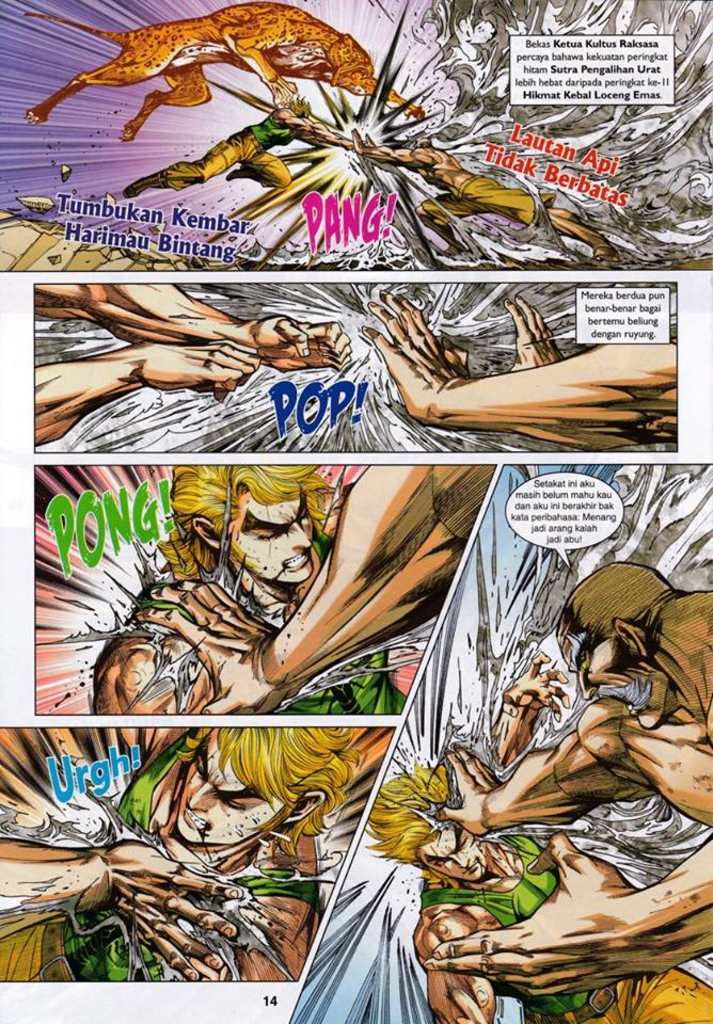 Bekas Ketua Kultus Raksasa
percaya bahawa keperingkat peringkat
hitam Sutra Pengalihan Urat
lebih hebat daripada peringkat ke-11
Hikmat Kebal Loceng Emas.
Lautan Api
Tidak Berbatas
Tumbukan Kembar
Harimau Bintang
PANG!
Mereka berdua pun
benar-benar bagai
bertemu beliung
dengan ruyung.
POP!
PONG!
Setakat ini aku
masih belum mahu kau
dan aku ini berakhir bak
kata peribahasa: Menang
jadi arang kalah
jadi abu!
Urgh!
14